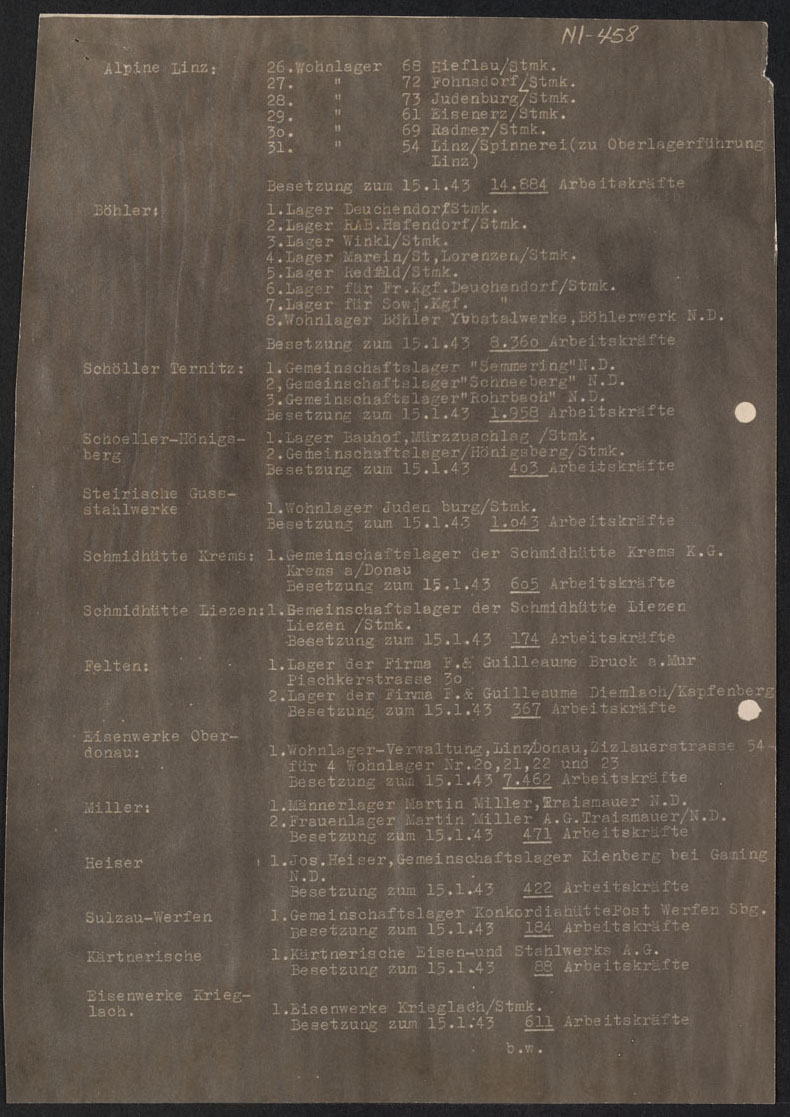 NI-458
Alpine Linz: 26.Wohnlager 68 Hieflau/Stmk.
27. " 72 Fohnsdorf/Stmk.
28. " 73 Judenburg/Stmk.
29. " 61 Eisenerz/Stmk.
3o. " 69 Radmer/Stmk.
31. " 54 Linz/Spinnerei(zu Oberlagerführung
Linz)
Besetzung zum 15.1.43 14.884 Arbeitskräfte
Böhler: 1.Lager DeuchendorfStmk.
2.Lager RAB.Hafendorf/Stmk.
3.Lager Winkl/Stmk.
4.Lager Marein/St,Lorenzen/Stmk.
5.Lager Redfeld/Stmk.
6.Lager für Fr.Kgf.Deuchendorf/Stmk.
7.Lager für Sowj.Kgf. "
8.Wohnlager Böhler Ybbstalwerke,Böhlerwerk N.D.
Besetzung zum 15.1.43 8.36o Arbeitskräfte
Schöller Ternitz: 1.Gemeinschaftslager "Semmering"N.D.
2,Gemeinschaftslager"Schneeberg" N.D.
3.Gemeinschaftslager"Rohrbach" N.D.
Besetzung zum 15.1.43 1.958 Arbeitskräfte
Schoeller-Hönigs- 1.Lager Bauhof,Mürzzuschlag /Stmk.
berg 2.Gemeinschaftslager/Hönigsberg/Stmk.
Besetzung zum 15.1.43 4o3 Arbeitskräfte
Steirische Guss-
stahlwerke 1.Wohnlager Juden burg/Stmk.
Besetzung zum 15.1.43 1.o43 Arbeitskräfte
Schmidhütte Krems: 1.Gemeinschaftslager der Schmidhütte Krems K.G.
Krems a/Donau
Besetzung zum 15.1.43 6o5 Arbeitskräfte
Schmidhütte Liezen:1.Gemeinschaftslager der Schmidhütte Liezen
Liezen /Stmk.
Besetzung zum 15.1.43 174 Arbeitskräfte
Felten: 1.Lager der Firma F.& Guilleaume Bruck a.Mur
Pischkerstrasse 3o
2.Lager der Firma F.& Guilleaume Diemlach/Kapfenberg
Besetzung zum 15.1.43 367 Arbeitskräfte
Eisenwerke Ober-
donau: 1.Wohnlager-Verwaltung,Linz/Donau,Zizlauerstrasse 54
für 4 Wohnlager Nr.2o,21,22 und 23
Besetzung zum 15.1.43 7.462 Arbeitskräfte
Miller: 1.Männerlager Martin Miller,Traismauer N.D.
2.Frauenlager Martin Miller A.G.Traismauer/N.D.
Besetzung zum 15.1.43 471 Arbeitskräfte
Heiser 1.Jos.Heiser,Gemeinschaftslager Kienberg bei Gaming
N.D.
Besetzung zum 15.1.43 422 Arbeitskräfte
Sulzau-Werfen 1.Gemeinschaftslager KonkordiahüttePost Werfen Sbg.
Besetzung zum 15.1.43 184 Arbeitskräfte
Kärtnerische 1.Kärtnerische Eisen-und Stahlwerks A.G.
Besetzung zum 15.1.43 88 Arbeitskräfte
Eisenwerke Krieg-
lach. 1.Eisenwerke Krieglach/Stmk.
Besetzung zum 15.1.43 611 Arbeitskräfte
b.w.